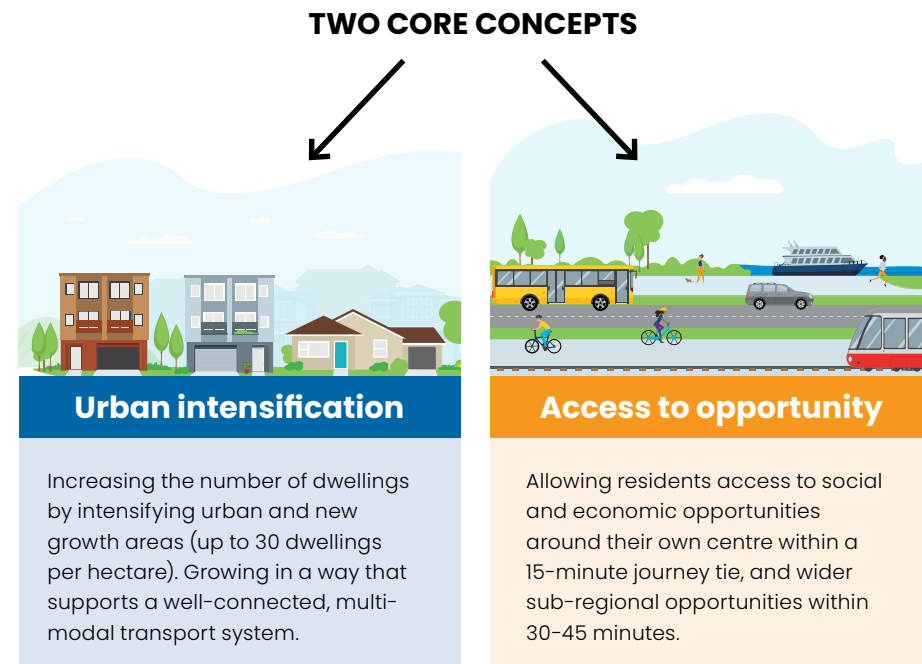 TWO CORE CONCEPTS
Urban intensification
Increasing the number of dwellings
by intensifying urban and new
growth areas (up to 30 dwellings
per hectare). Growing in a way that
supports a well-connected, multi-
modal transport system.
Access to opportunity
Allowing residents access to social
and economic opportunities
around their own centre within a
15-minute journey tie, and wider
sub-regional opportunities within
30-45 minutes.